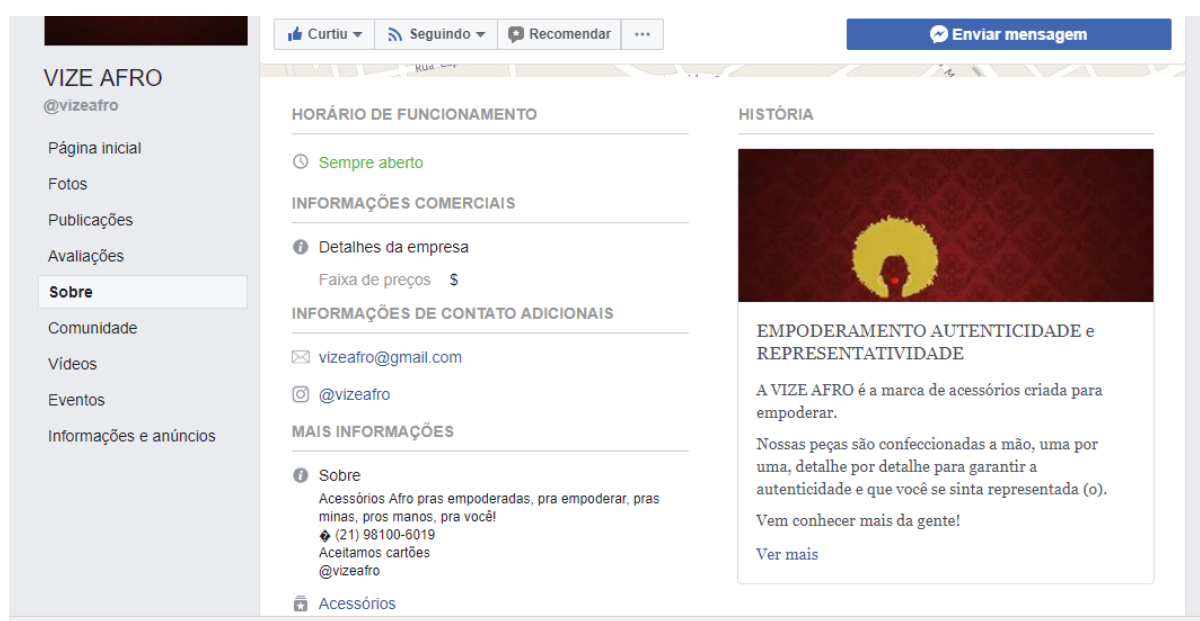 Curtiu
Seguindo
Recomendar
...
Enviar mensagem
VIZE AFRO
@vizeafro
Página inicial
Fotos
Publicações
Avaliações
Sobre
Comunidade
Vídeos
Eventos
Informações e anúncios
HORÁRIO DE FUNCIONAMENTO
Sempre aberto
INFORMAÇÕES COMERCIAIS
Detalhes da empresa
Faixa de preços $
INFORMAÇÕES DE CONTATO ADICIONAIS
vizeafro@gmail.com
@vizeafro
MAIS INFORMAÇÕES
Sobre
Acessórios Afro pras empoderadas, pra empoderar, pras
minas, pros manos, pra você!
� (21) 98100-6019
Aceitamos cartões
@vizeafro
Acessórios
HISTÓRIA
EMPODERAMENTO AUTENTICIDADE e
REPRESENTATIVIDADE
A VIZE AFRO é a marca de acessórios criada para
empoderar.
Nossas peças são confeccionadas a mão, uma por
uma, detalhe por detalhe para garantir a
autenticidade e que você se sinta representada (o).
Vem conhecer mais da gente!
Ver mais